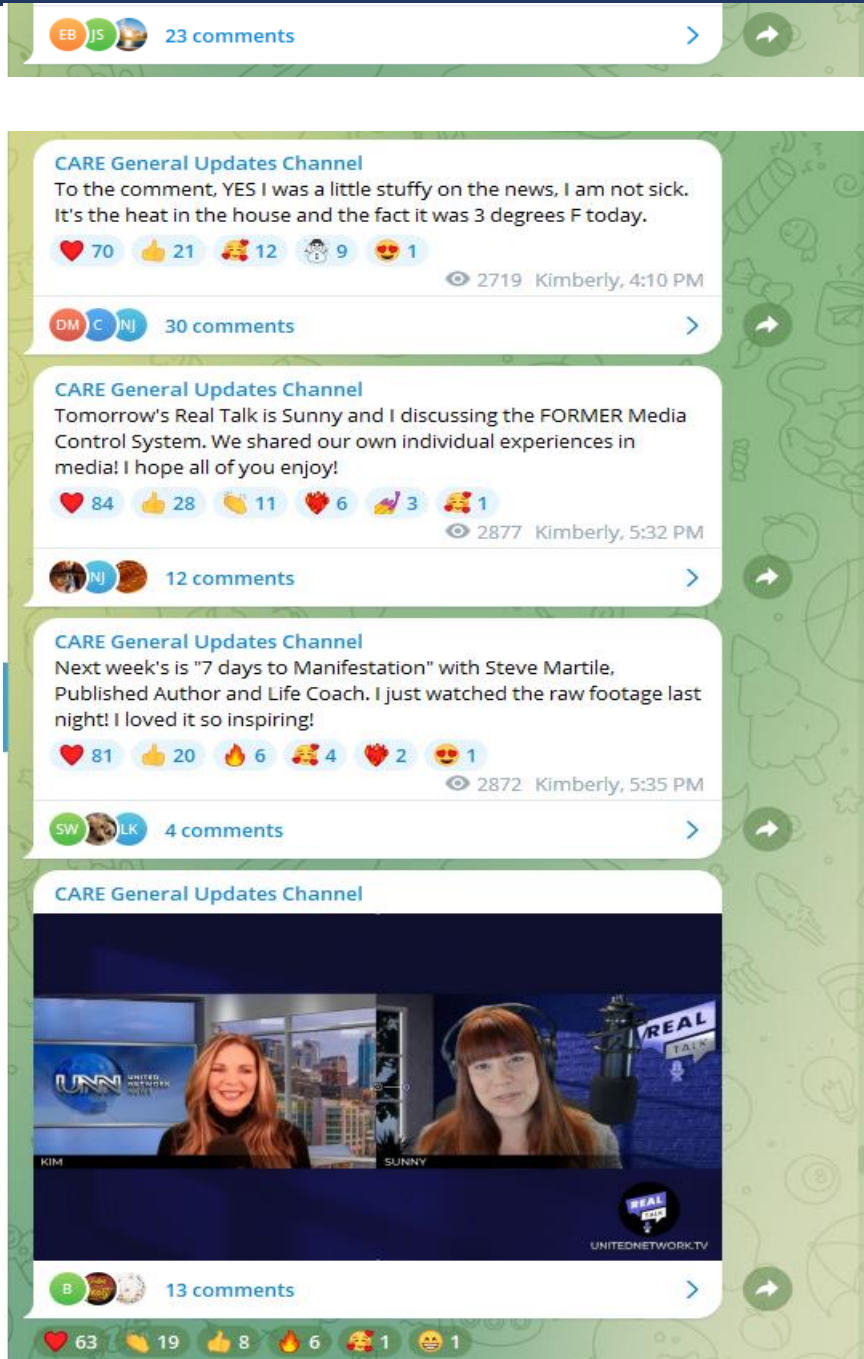 EB JS 23 comments
CARE General Updates Channel
To the comment, YES I was a little stuffy on the news, I am not sick.
It's the heat in the house and the fact it was 3 degrees F today.
70 21 12 9 1
2719 Kimberly, 4:10 PM
DM C NJ 30 comments
CARE General Updates Channel
Tomorrow's Real Talk is Sunny and I discussing the FORMER Media
Control System. We shared our own individual experiences in
media! I hope all of you enjoy!
84 28 11 6 3 1
2877 Kimberly, 5:32 PM
NJ 12 comments
CARE General Updates Channel
Next week's is "7 days to Manifestation" with Steve Martile,
Published Author and Life Coach. I just watched the raw footage last
night! I loved it so inspiring!
81 20 6 4 2 1
2872 Kimberly, 5:35 PM
SW LK 4 comments
CARE General Updates Channel
UNN UNITED NETWORK NEWS
REAL
TALK
KIM
SUNNY
REAL
TALK
UNITEDNETWORK.TV
B 13 comments
63 19 8 6 1 1